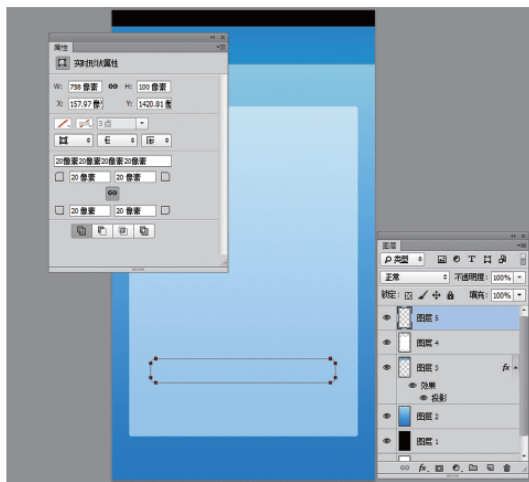 属性
实时形状属性
W: 798 像素 H: 100 像素
X: 157.97 像 Y: 1420.81 像
3 点
20像素20像素20像素20像素
20 像素 20 像素
20 像素 20 像素
图层
类型
正常 不透明度: 100%
锁定: 填充: 100%
图层 5
图层 4
图层 3 fx
效果
投影
图层 2
图层 1
fx